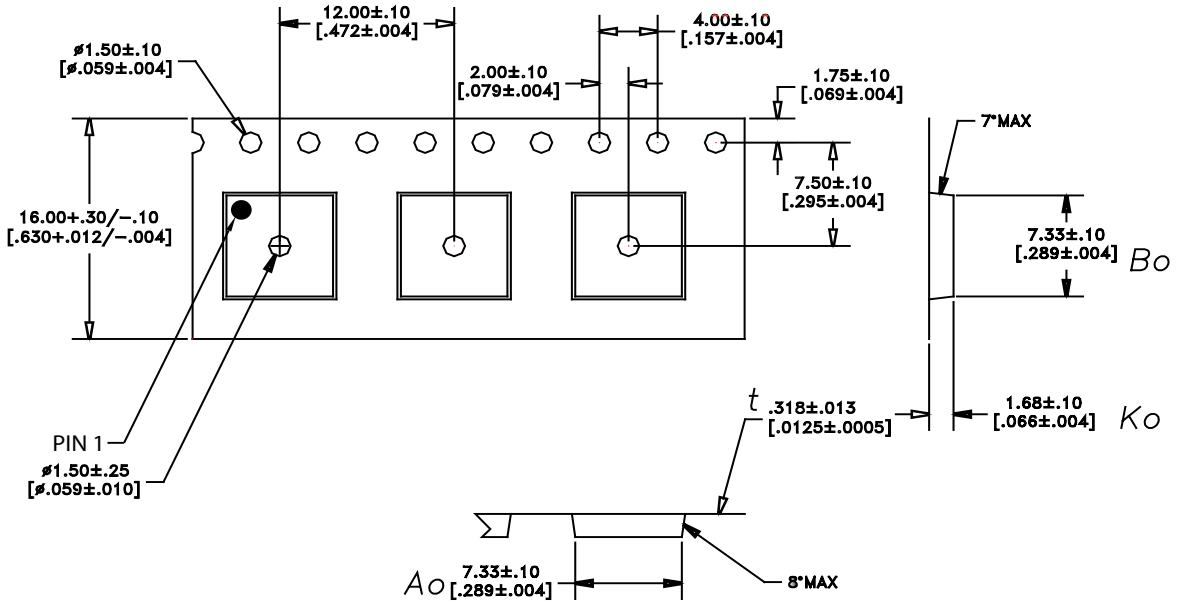 12.00±.10
[.472±.004]
4.00±.10
[.157±.004]
ø1.50±.10
[ø.059±.004]
2.00±.10
[.079±.004]
1.75±.10
[.069±.004]
7°MAX
7.50±.10
[.295±.004]
16.00+.30/-.10
[.630+.012/-.004]
7.33±.10
[.289±.004]
Bo
t
.318±.013
[.0125±.0005]
1.68±.10
[.066±.004]
Ko
PIN 1
ø1.50±.25
[ø.059±.010]
Ao
7.33±.10
[.289±.004]
8°MAX